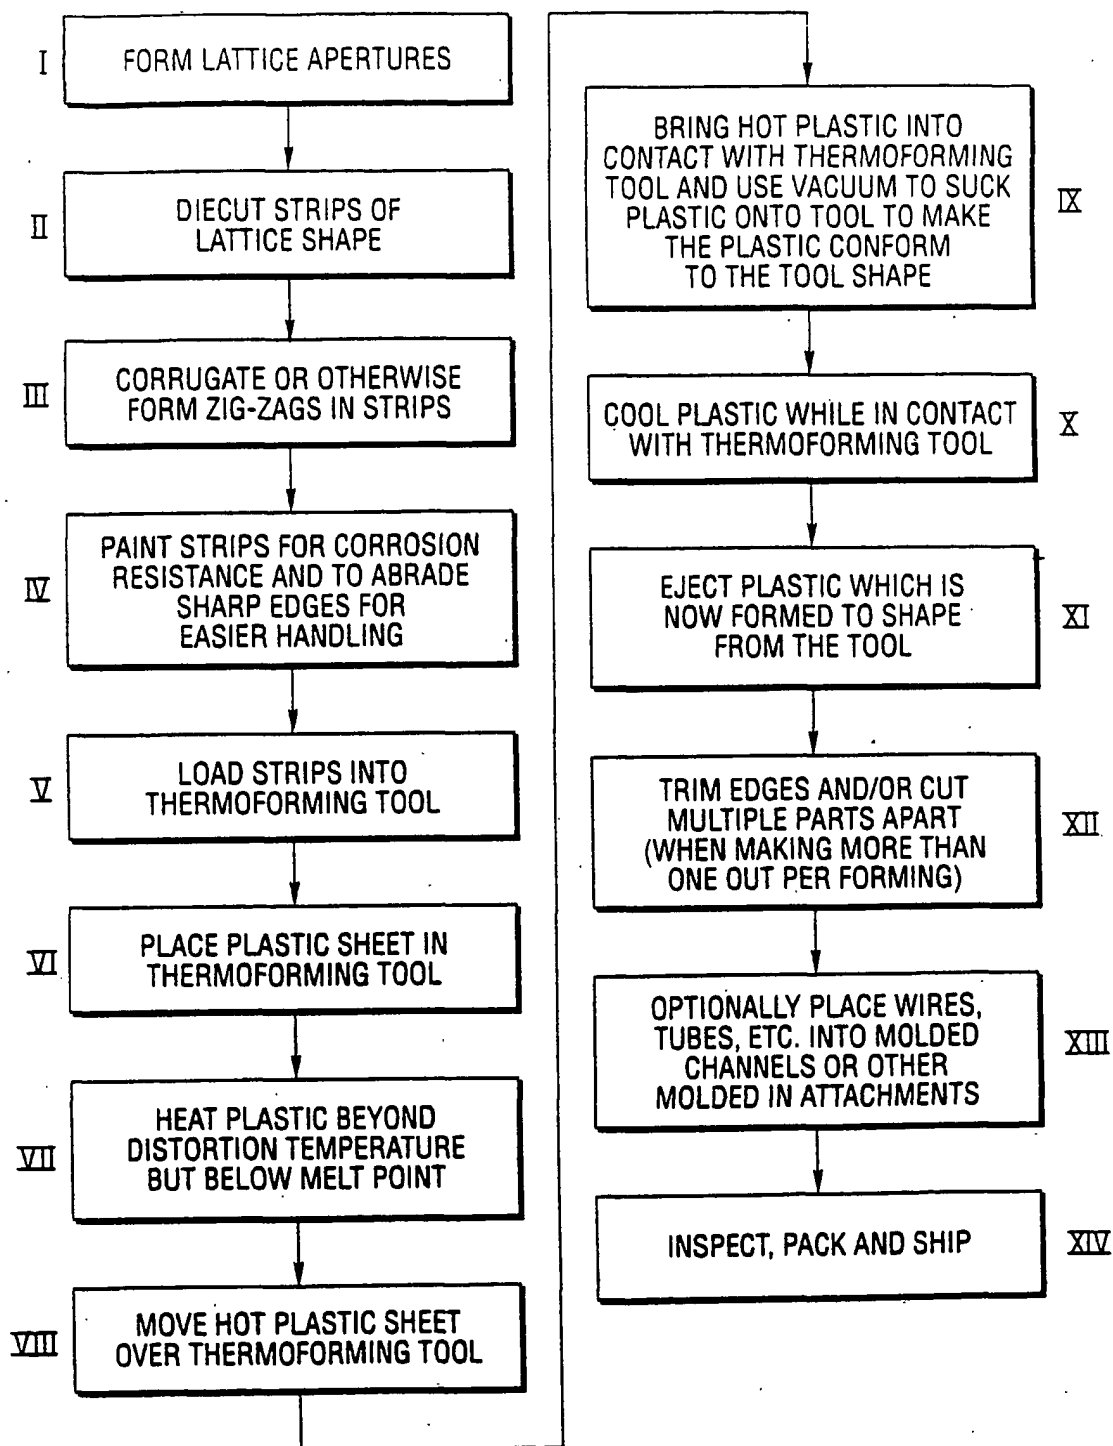 I
FORM LATTICE APERTURES
II
DIECUT STRIPS OF
LATTICE SHAPE
III
CORRUGATE OR OTHERWISE
FORM ZIG-ZAGS IN STRIPS
IV
PAINT STRIPS FOR CORROSION
RESISTANCE AND TO ABRADE
SHARP EDGES FOR
EASIER HANDLING
V
LOAD STRIPS INTO
THERMOFORMING TOOL
VI
PLACE PLASTIC SHEET IN
THERMOFORMING TOOL
VII
HEAT PLASTIC BEYOND
DISTORTION TEMPERATURE
BUT BELOW MELT POINT
VIII
MOVE HOT PLASTIC SHEET
OVER THERMOFORMING TOOL
BRING HOT PLASTIC INTO
CONTACT WITH THERMOFORMING
TOOL AND USE VACUUM TO SUCK
PLASTIC ONTO TOOL TO MAKE
THE PLASTIC CONFORM
TO THE TOOL SHAPE
IX
COOL PLASTIC WHILE IN CONTACT
WITH THERMOFORMING TOOL
X
EJECT PLASTIC WHICH IS
NOW FORMED TO SHAPE
FROM THE TOOL
XI
TRIM EDGES AND/OR CUT
MULTIPLE PARTS APART
(WHEN MAKING MORE THAN
ONE OUT PER FORMING)
XII
OPTIONALLY PLACE WIRES,
TUBES, ETC. INTO MOLDED
CHANNELS OR OTHER
MOLDED IN ATTACHMENTS
XIII
INSPECT, PACK AND SHIP
XIV